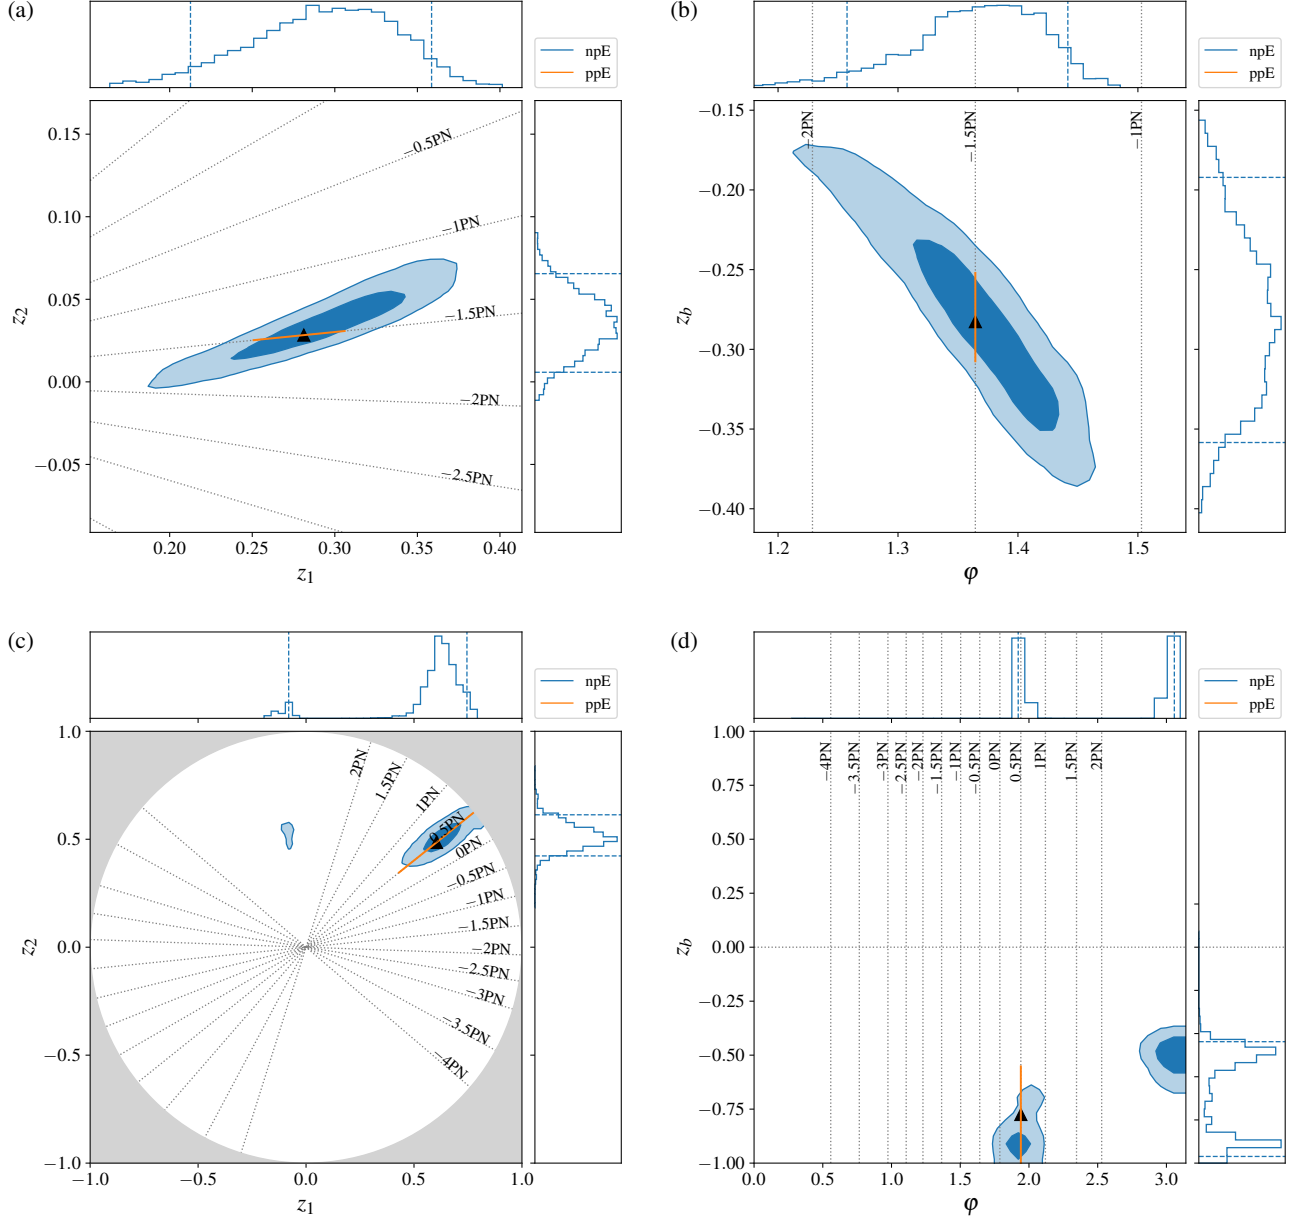 (a)
npE
ppE
0.15
0.10
0.05
0.00
−0.05
z₂
−0.5PN
−1PN
−1.5PN
−2PN
−2.5PN
0.20 0.25 0.30 0.35 0.40
z₁
(b)
npE
ppE
−0.15
−0.20
−0.25
−0.30
−0.35
−0.40
z_b
−2PN
−1.5PN
−1PN
1.2 1.3 1.4 1.5
φ
(c)
npE
ppE
1.0
0.5
0.0
−0.5
−1.0
z₂
2PN
1.5PN
1PN
0.5PN
0PN
−0.5PN
−1PN
−1.5PN
−2PN
−2.5PN
−3PN
−3.5PN
−4PN
−1.0 −0.5 0.0 0.5 1.0
z₁
(d)
npE
ppE
1.00
0.75
0.50
0.25
0.00
−0.25
−0.50
−0.75
−1.00
z_b
−4PN
−3.5PN
−3PN
−2.5PN
−2PN
−1.5PN
−1PN
−0.5PN
0PN
0.5PN
1PN
1.5PN
2PN
0.0 0.5 1.0 1.5 2.0 2.5 3.0
φ